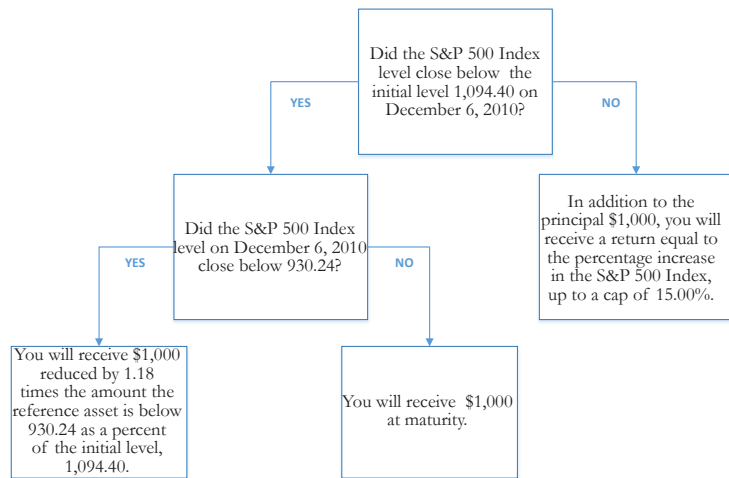 Did the S&P 500 Index
level close below the
initial level 1,094.40 on
December 6, 2010?
YES
NO
Did the S&P 500 Index
level on December 6, 2010
close below 930.24?
In addition to the
principal $1,000, you will
receive a return equal to
the percentage increase
in the S&P 500 Index,
up to a cap of 15.00%.
YES
NO
You will receive $1,000
reduced by 1.18
times the amount the
reference asset is below
930.24 as a percent
of the initial level,
1,094.40.
You will receive $1,000
at maturity.